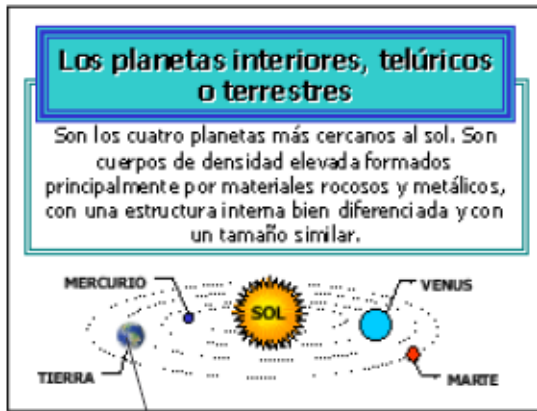 Los planetas interiores, telúricos
o terrestres
Son los cuatro planetas más cercanos al sol. Son
cuerpos de densidad elevada formados
principalmente por materiales rocosos y metálicos,
con una estructura interna bien diferenciada y con
un tamaño similar.
MERCURIO
VENUS
SOL
TIERRA
MARTE